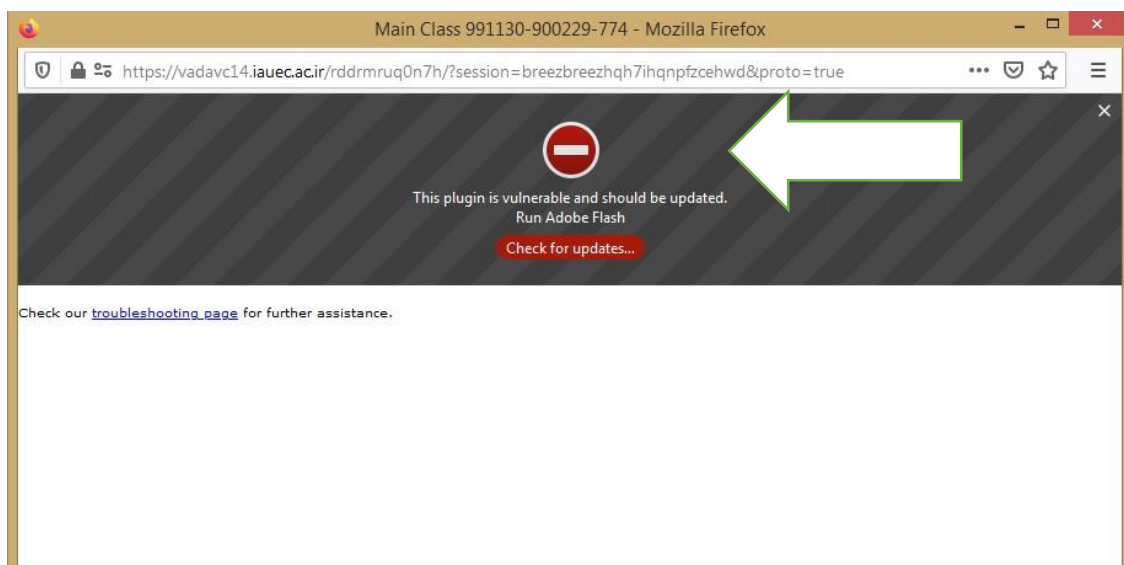 Main Class 991130-900229-774 - Mozilla Firefox
https://vadavc14.iauec.ac.ir/rddrmruq0n7h/?session=breezbreezhqh7ihqnpfzcehwd&proto=true
This plugin is vulnerable and should be updated.
Run Adobe Flash
Check for updates...
Check our troubleshooting page for further assistance.